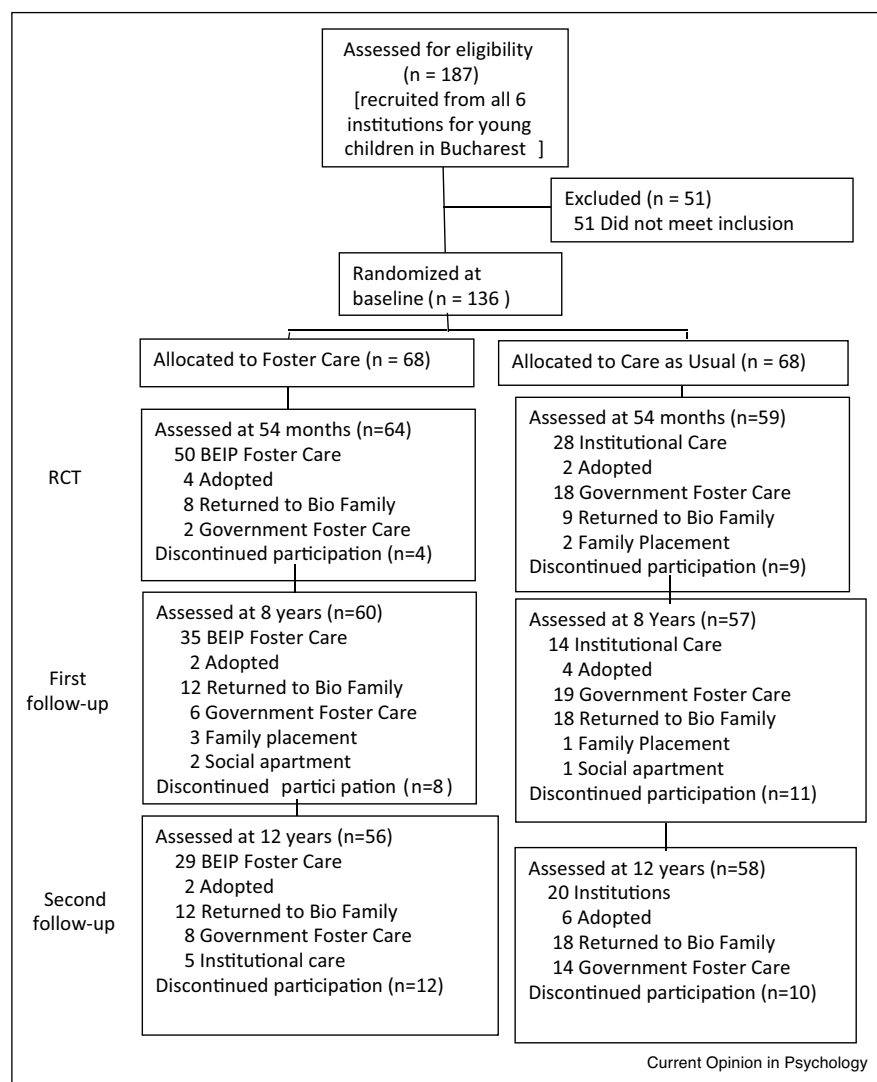 Assessed for eligibility
(n = 187)
[recruited from all 6
institutions for young
children in Bucharest ]
Excluded (n = 51)
51 Did not meet inclusion
Randomized at
baseline (n = 136 )
Allocated to Foster Care (n = 68)
Allocated to Care as Usual (n = 68)
RCT
Assessed at 54 months (n=64)
50 BEIP Foster Care
4 Adopted
8 Returned to Bio Family
2 Government Foster Care
Discontinued participation (n=4)
Assessed at 54 months (n=59)
28 Institutional Care
2 Adopted
18 Government Foster Care
9 Returned to Bio Family
2 Family Placement
Discontinued participation (n=9)
First
follow-up
Assessed at 8 years (n=60)
35 BEIP Foster Care
2 Adopted
12 Returned to Bio Family
6 Government Foster Care
3 Family placement
2 Social apartment
Discontinued partici pation (n=8 )
Assessed at 8 Years (n=57)
14 Institutional Care
4 Adopted
19 Government Foster Care
18 Returned to Bio Family
1 Family Placement
1 Social apartment
Discontinued participation (n=11)
Second
follow-up
Assessed at 12 years (n=56)
29 BEIP Foster Care
2 Adopted
12 Returned to Bio Family
8 Government Foster Care
5 Institutional care
Discontinued participation (n=12)
Assessed at 12 years (n=58)
20 Institutions
6 Adopted
18 Returned to Bio Family
14 Government Foster Care
Discontinued participation (n=10)
Current Opinion in Psychology